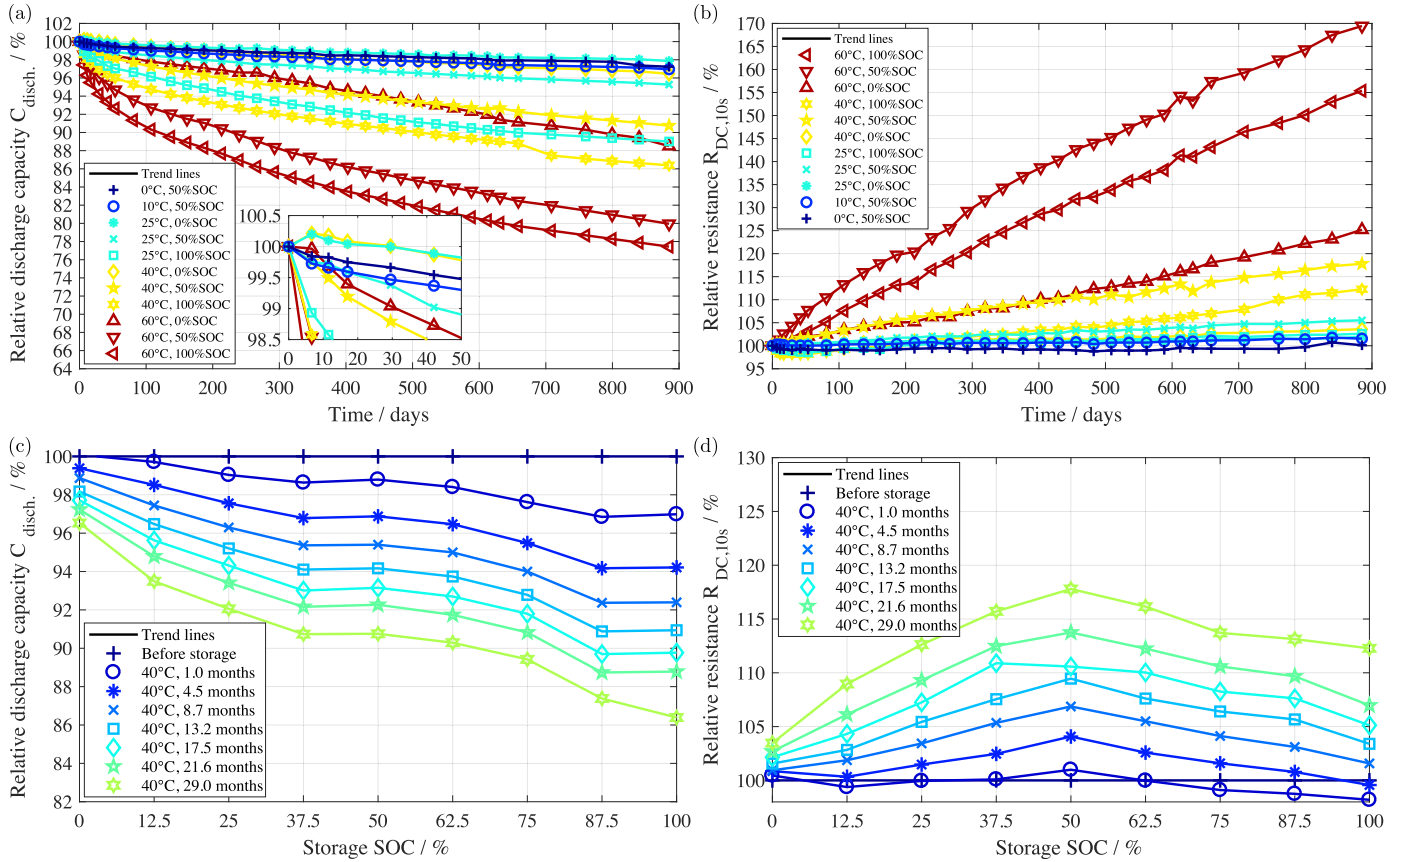 (a)
102
100
98
96
94
92
90
88
86
84
82
80
78
76
74
72
70
68
66
64
0
100
200
300
400
500
600
700
800
900
Time / days
Relative discharge capacity C_disch. / %
Trend lines
0°C, 50%SOC
10°C, 50%SOC
25°C, 0%SOC
25°C, 50%SOC
25°C, 100%SOC
40°C, 0%SOC
40°C, 50%SOC
40°C, 100%SOC
60°C, 0%SOC
60°C, 50%SOC
60°C, 100%SOC
100.5
100
99.5
99
98.5
0
10
20
30
40
50
(b)
170
165
160
155
150
145
140
135
130
125
120
115
110
105
100
95
0
100
200
300
400
500
600
700
800
900
Time / days
Relative resistance R_DC,10s / %
Trend lines
60°C, 100%SOC
60°C, 50%SOC
60°C, 0%SOC
40°C, 100%SOC
40°C, 50%SOC
40°C, 0%SOC
25°C, 100%SOC
25°C, 50%SOC
25°C, 0%SOC
10°C, 50%SOC
0°C, 50%SOC
(c)
100
98
96
94
92
90
88
86
84
82
0
12.5
25
37.5
50
62.5
75
87.5
100
Storage SOC / %
Relative discharge capacity C_disch. / %
Trend lines
Before storage
40°C, 1.0 months
40°C, 4.5 months
40°C, 8.7 months
40°C, 13.2 months
40°C, 17.5 months
40°C, 21.6 months
40°C, 29.0 months
(d)
130
125
120
115
110
105
100
0
12.5
25
37.5
50
62.5
75
87.5
100
Storage SOC / %
Relative resistance R_DC,10s / %
Trend lines
Before storage
40°C, 1.0 months
40°C, 4.5 months
40°C, 8.7 months
40°C, 13.2 months
40°C, 17.5 months
40°C, 21.6 months
40°C, 29.0 months